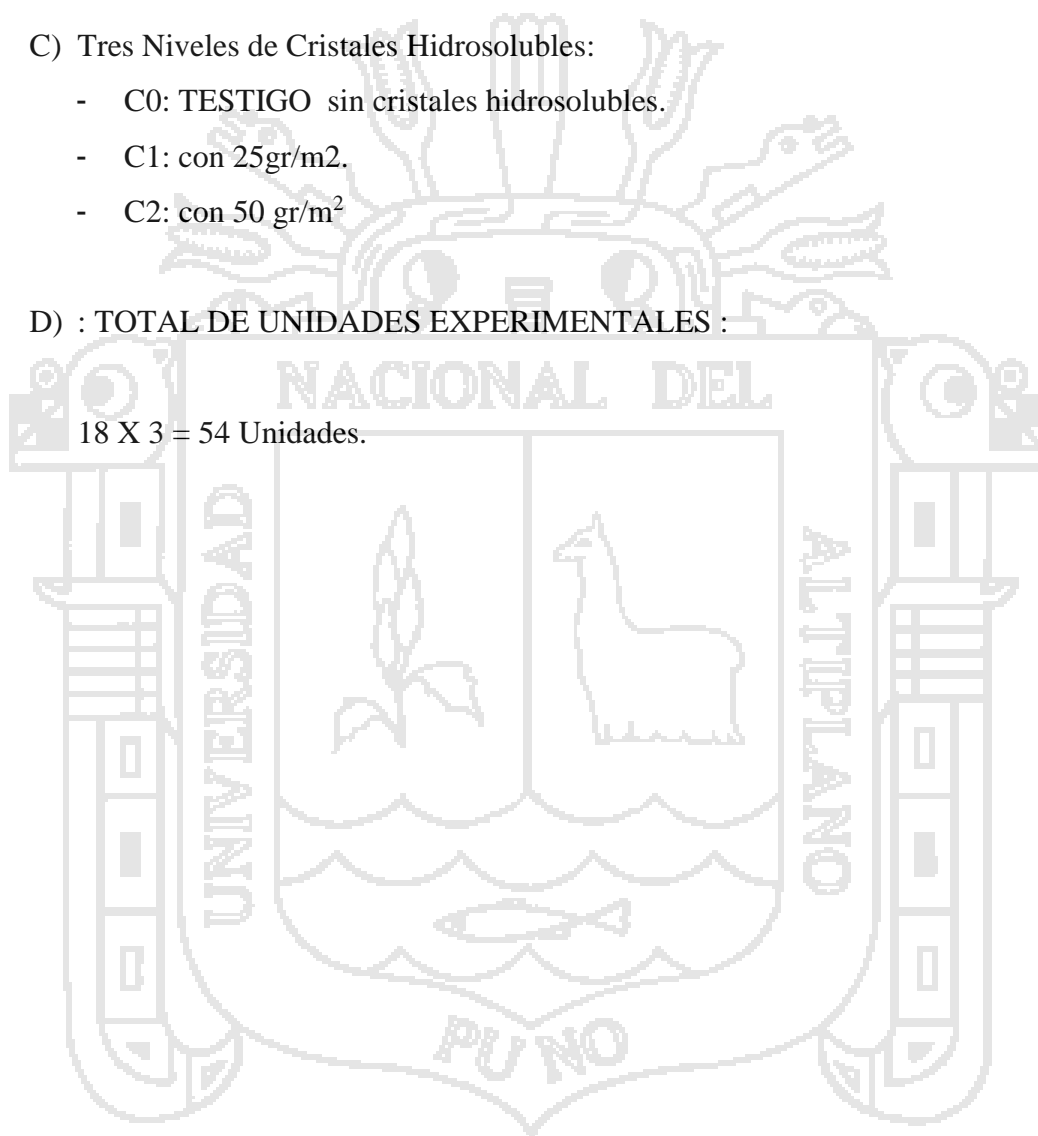 C) Tres Niveles de Cristales Hidrosolubles:
- C0: TESTIGO sin cristales hidrosolubles.
- C1: con 25gr/m2.
- C2: con 50 gr/m²
D) : TOTAL DE UNIDADES EXPERIMENTALES :
NACIONAL DEL
18 X 3 = 54 Unidades.
UNIVERSIDAD
ALTIPLANO
PUNO